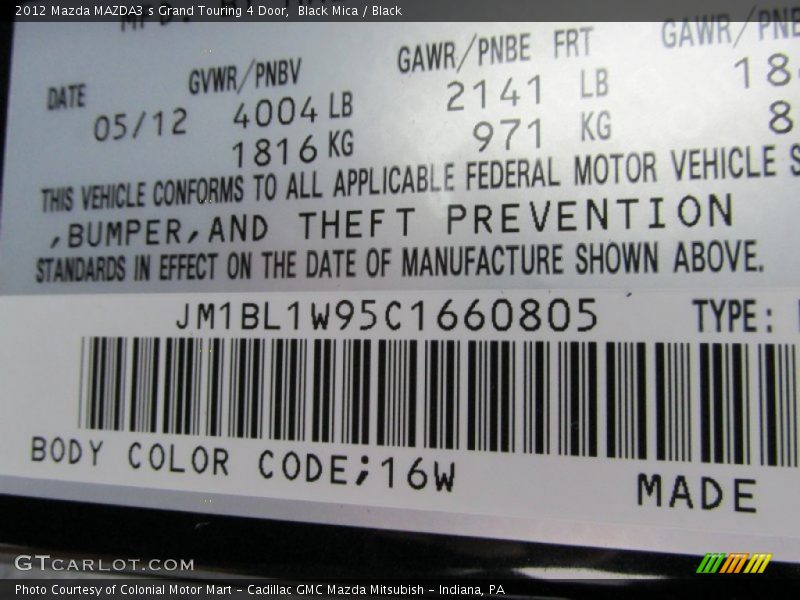 2012 Mazda MAZDA3 s Grand Touring 4 Door, Black Mica / Black
DATE GVWR/PNBV GAWR/PNBE FRT GAWR/PNBE
05/12 4004 LB 2141 LB 18
1816 KG 971 KG 8
THIS VEHICLE CONFORMS TO ALL APPLICABLE FEDERAL MOTOR VEHICLE S
,BUMPER,AND THEFT PREVENTION
STANDARDS IN EFFECT ON THE DATE OF MANUFACTURE SHOWN ABOVE.
JM1BL1W95C1660805 TYPE:
BODY COLOR CODE;16W MADE
GTCARLOT.COM
Photo Courtesy of Colonial Motor Mart - Cadillac GMC Mazda Mitsubish - Indiana, PA